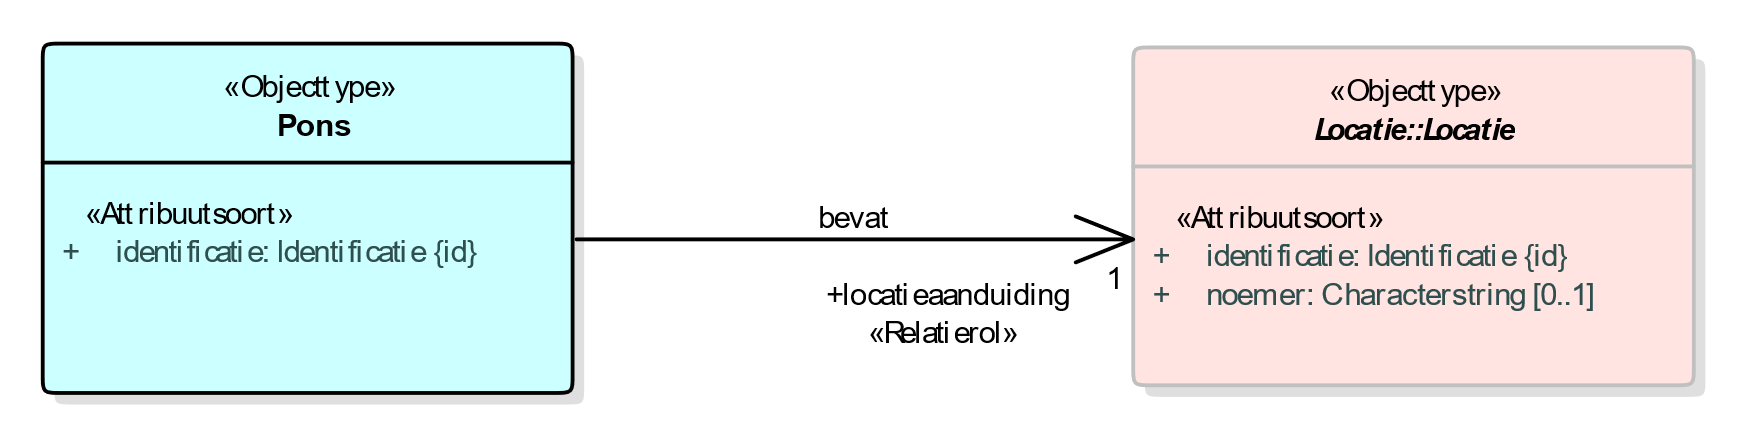 «Objecttype»
Pons
«Attribuutsoort»
+ identificatie: Identificatie {id}
bevat
1
+locatieaanduiding
«Relatierol»
«Objecttype»
Locatie::Locatie
«Attribuutsoort»
+ identificatie: Identificatie {id}
+ noemer: Characterstring [0..1]